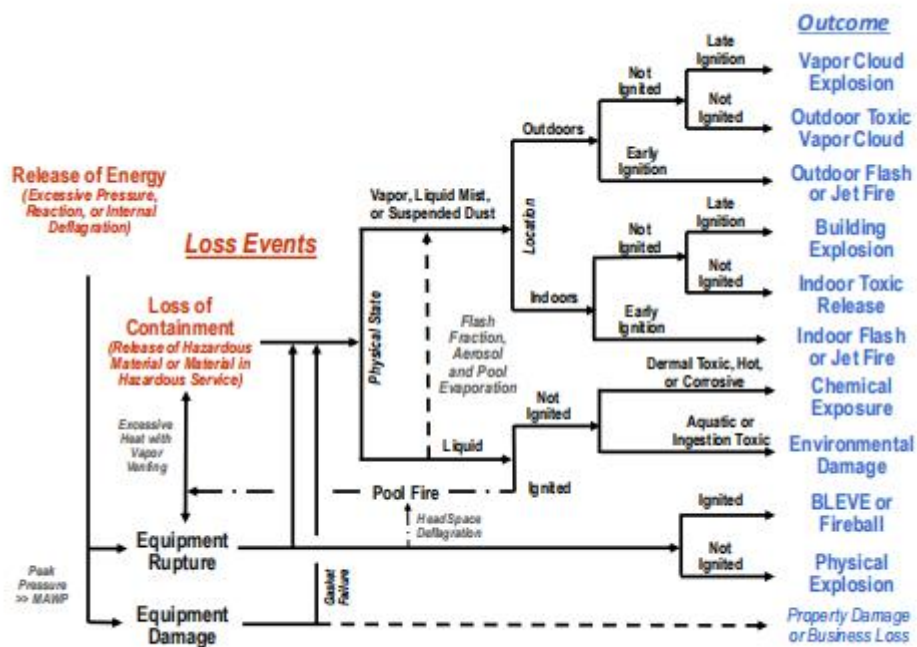 Outcome
Late
Ignition
Vapor Cloud
Explosion
Not
Ignited
Not
Ignited
Outdoor Toxic
Vapor Cloud
Outdoors
Early
Ignition
Outdoor Flash
or Jet Fire
Release of Energy
(Excessive Pressure,
Reaction, or Internal
Deflagration)
Vapor, Liquid Mist,
or Suspended Dust
Location
Loss Events
Late
Ignition
Building
Explosion
Not
Ignited
Not
Ignited
Indoor Toxic
Release
Indoors
Early
Ignition
Indoor Flash
or Jet Fire
Loss of
Containment
(Release of Hazardous
Material or Material in
Hazardous Service)
Physical State
Flash
Fraction,
Aerosol
and Pool
Evaporation
Dermal Toxic, Hot,
or Corrosive
Chemical
Exposure
Not
Ignited
Aquatic or
Ingestion Toxic
Environmental
Damage
Excessive
Heat with
Vapor
Venting
Liquid
Pool Fire
Ignited
HeadSpace
Deflagration
Ignited
BLEVE or
Fireball
Equipment
Rupture
Not
Ignited
Physical
Explosion
Peak
Pressure
>> MAWP
Gasket
Failure
Equipment
Damage
Property Damage
or Business Loss